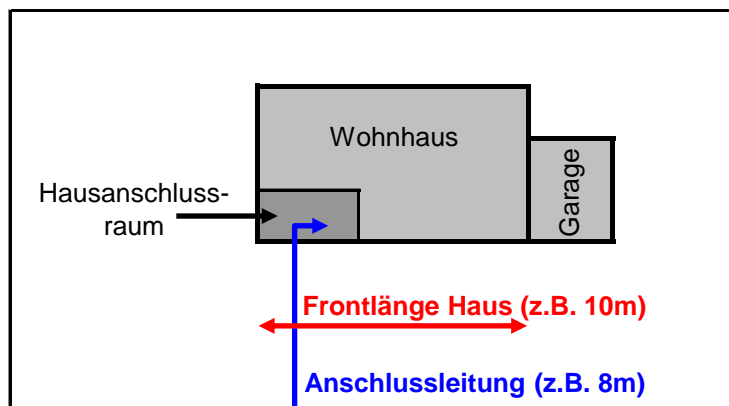 Wohnhaus
Garage
Hausanschluss-
raum
Frontlänge Haus (z.B. 10m)
Anschlussleitung (z.B. 8m)